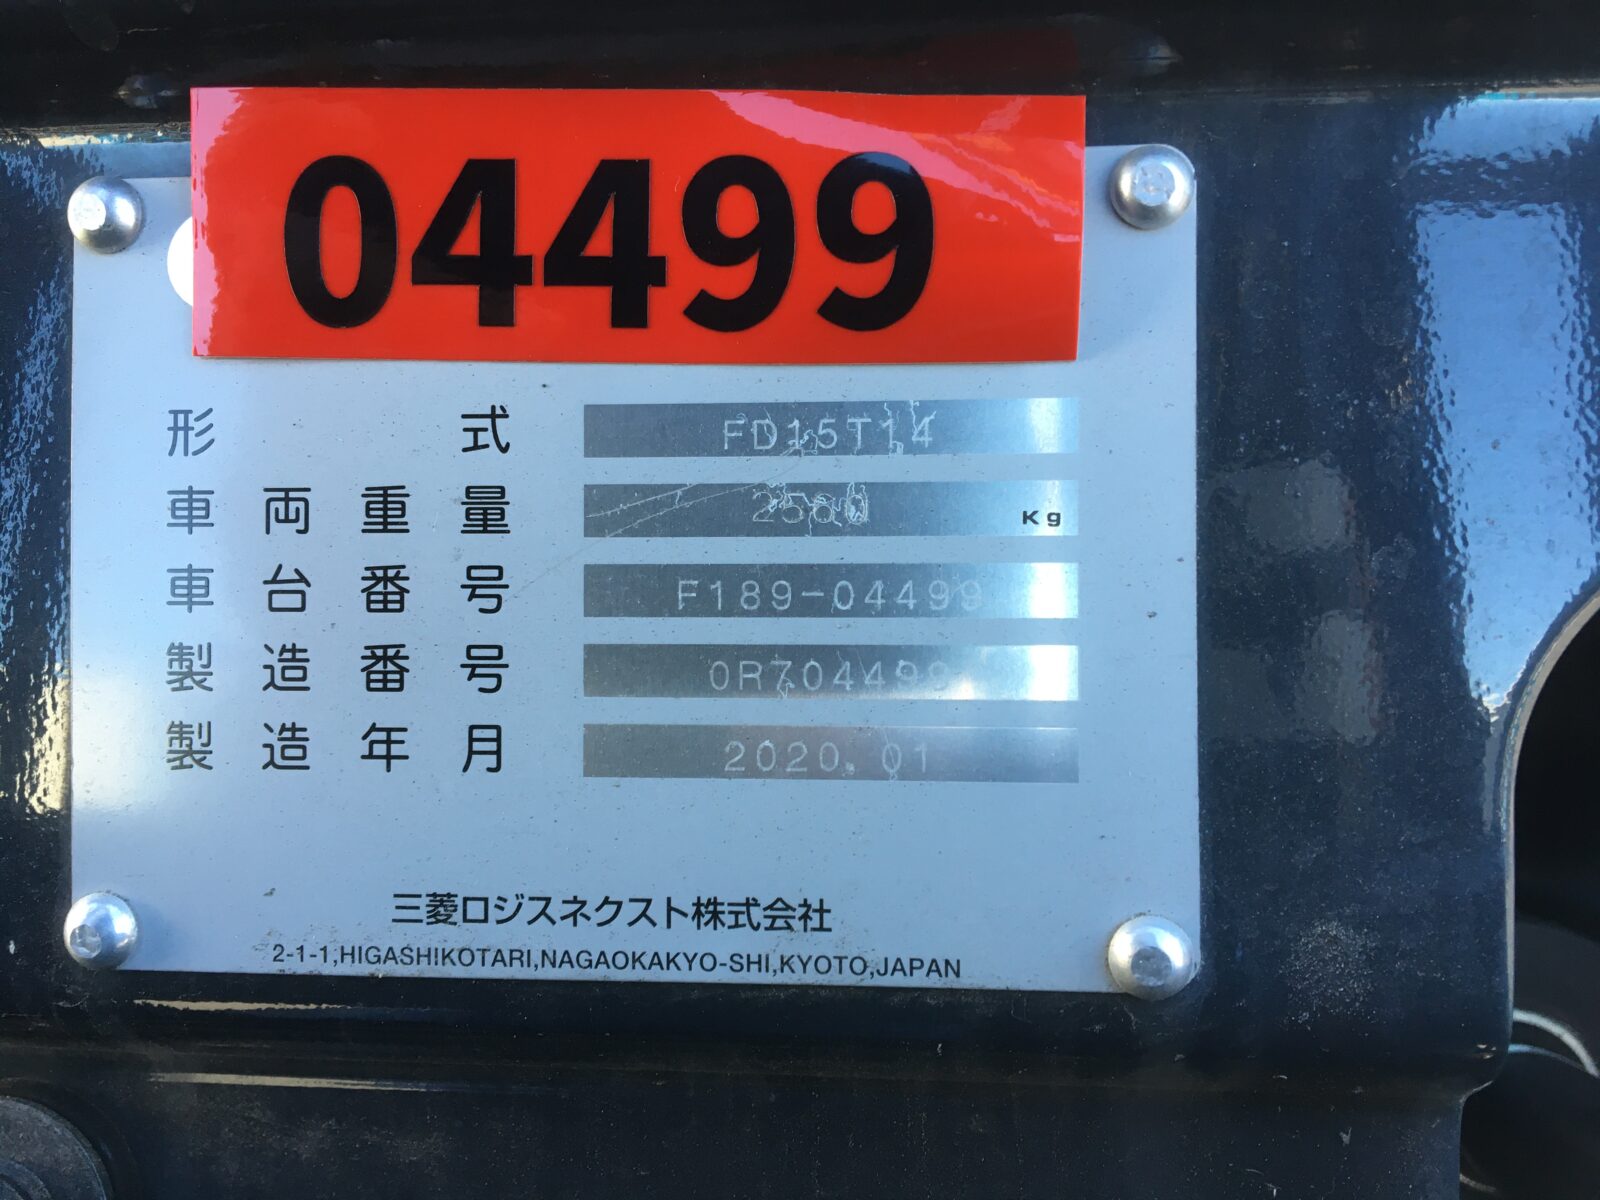 04499
形式 FD15T14
車両重量 2560 Kg
車台番号 F189-04499
製造番号 0R704499
製造年月 2020.01
三菱ロジスネクスト株式会社
2-1-1,HIGASHIKOTARI,NAGAOKAKYO-SHI,KYOTO,JAPAN